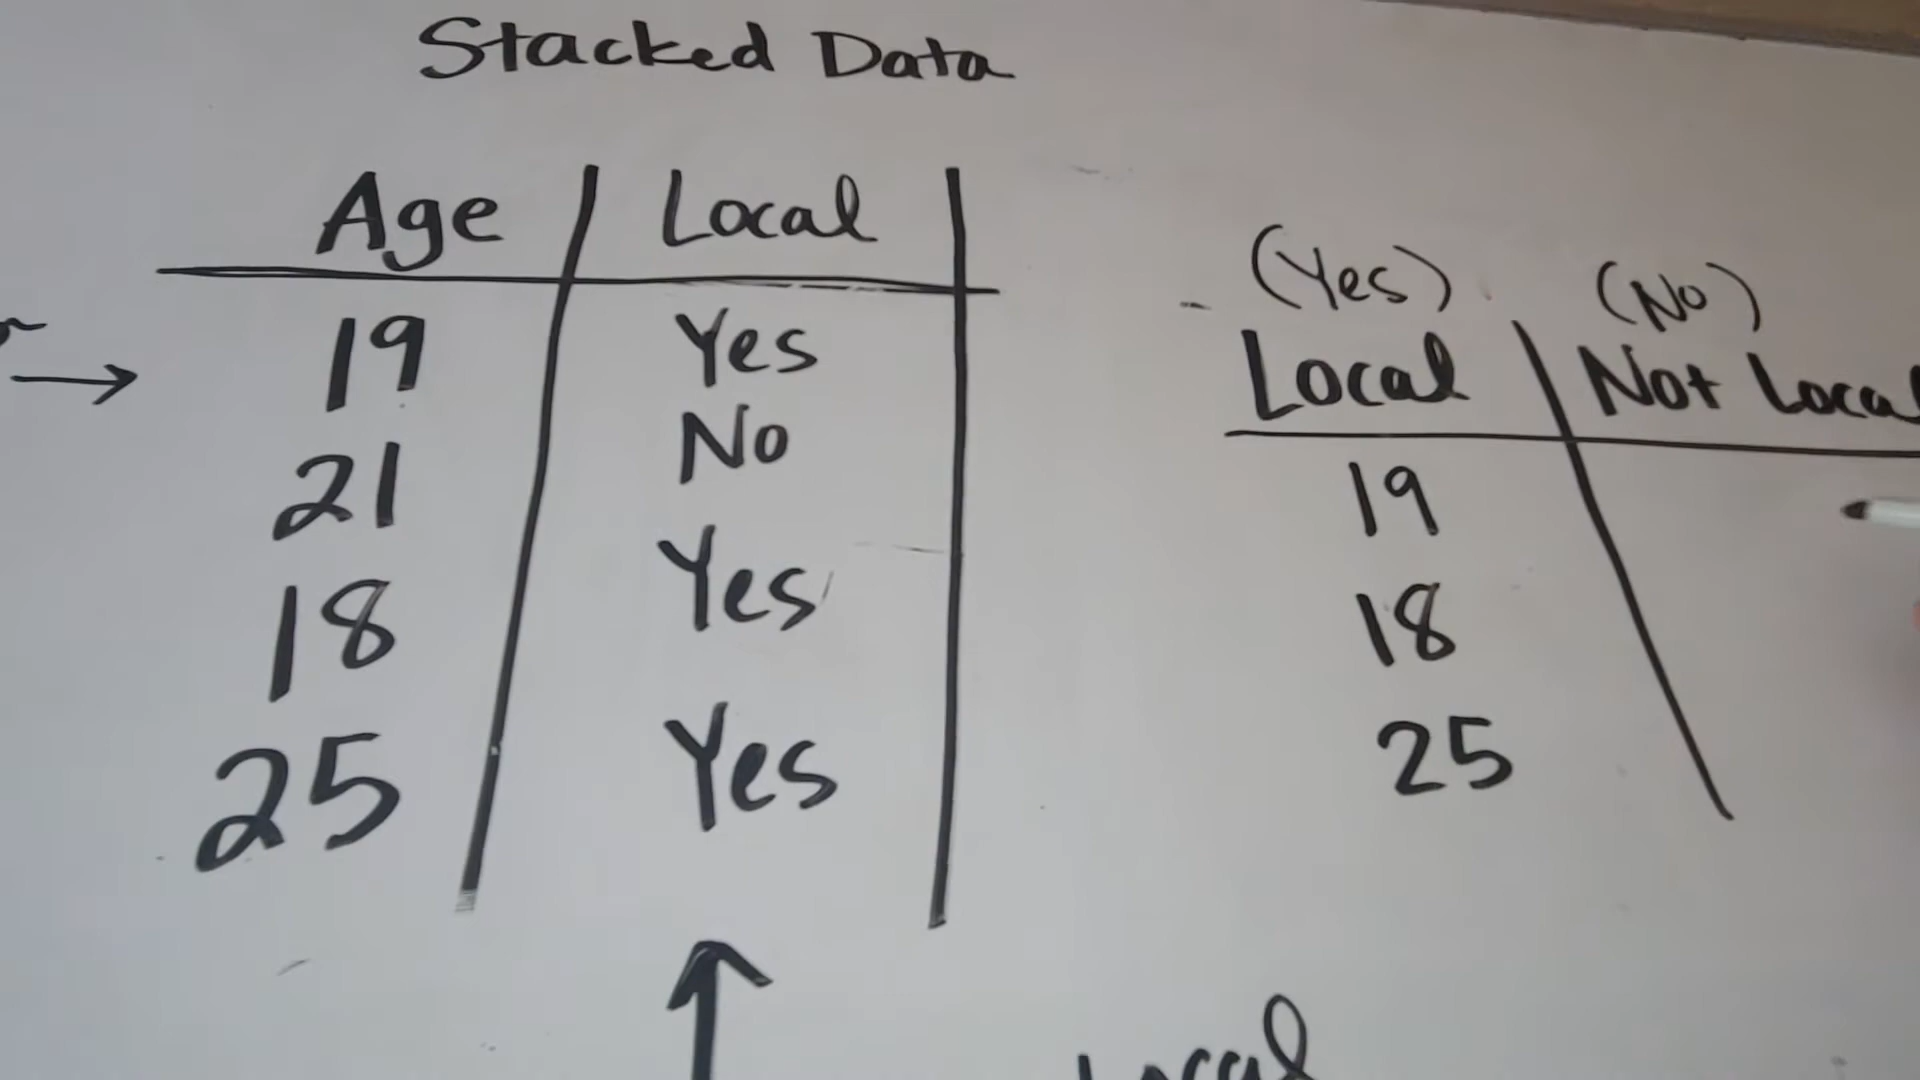 Stacked Data
Age Local
19 Yes
21 No
18 Yes
25 Yes
(Yes) (No)
Local Not Local
19
18
25
Local